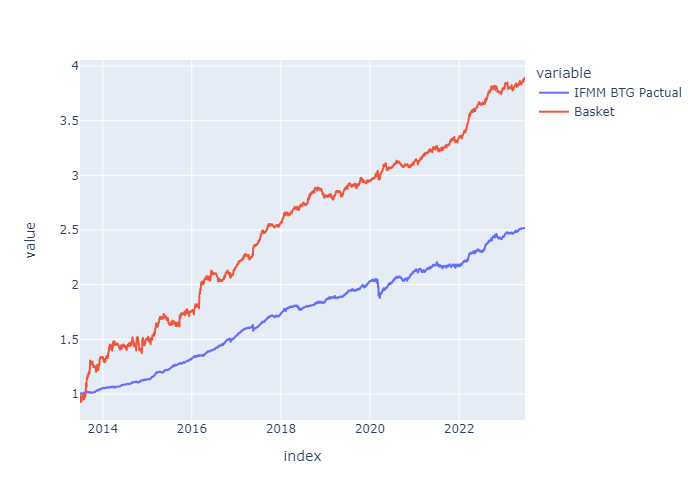 variable
IFMM BTG Pactual
Basket
value
4
3.5
3
2.5
2
1.5
1
2014
2016
2018
2020
2022
index